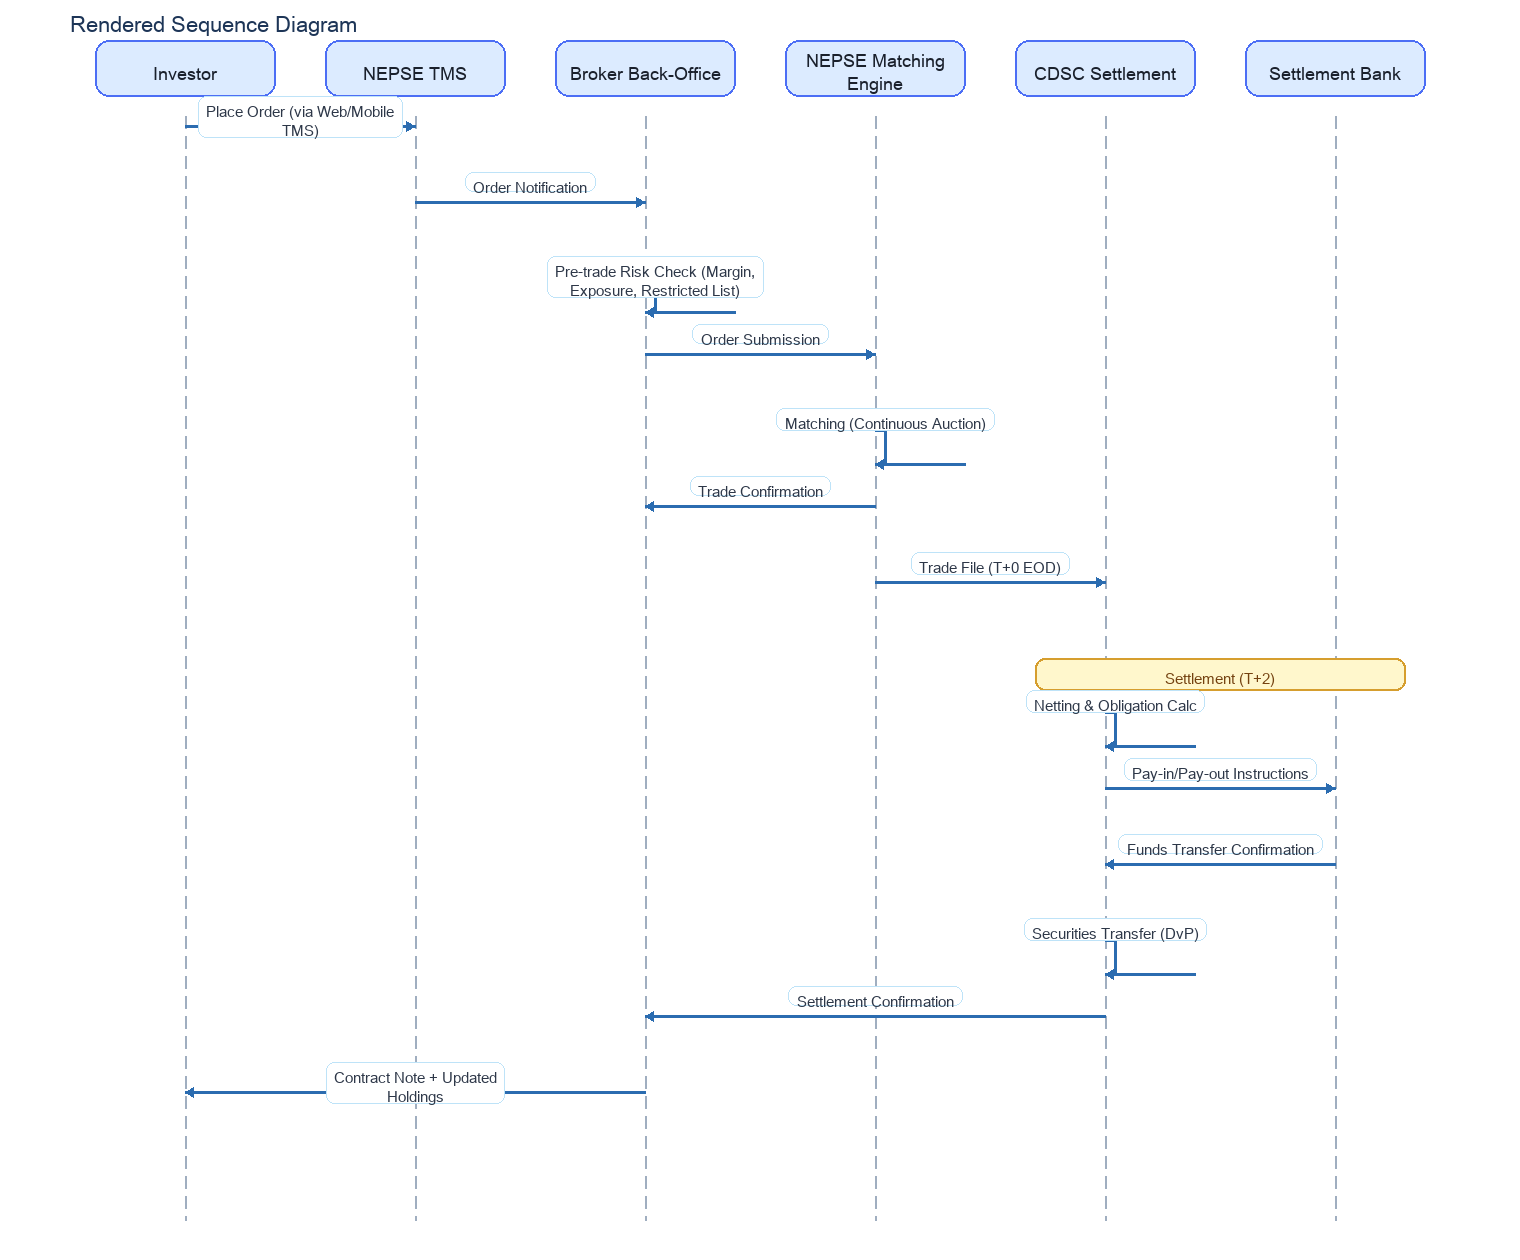 Rendered Sequence Diagram
Investor
NEPSE TMS
Broker Back-Office
NEPSE Matching
Engine
CDSC Settlement
Settlement Bank
Place Order (via Web/Mobile
TMS)
Order Notification
Pre-trade Risk Check (Margin,
Exposure, Restricted List)
Order Submission
Matching (Continuous Auction)
Trade Confirmation
Trade File (T+0 EOD)
Settlement (T+2)
Netting & Obligation Calc
Pay-in/Pay-out Instructions
Funds Transfer Confirmation
Securities Transfer (DvP)
Settlement Confirmation
Contract Note + Updated
Holdings